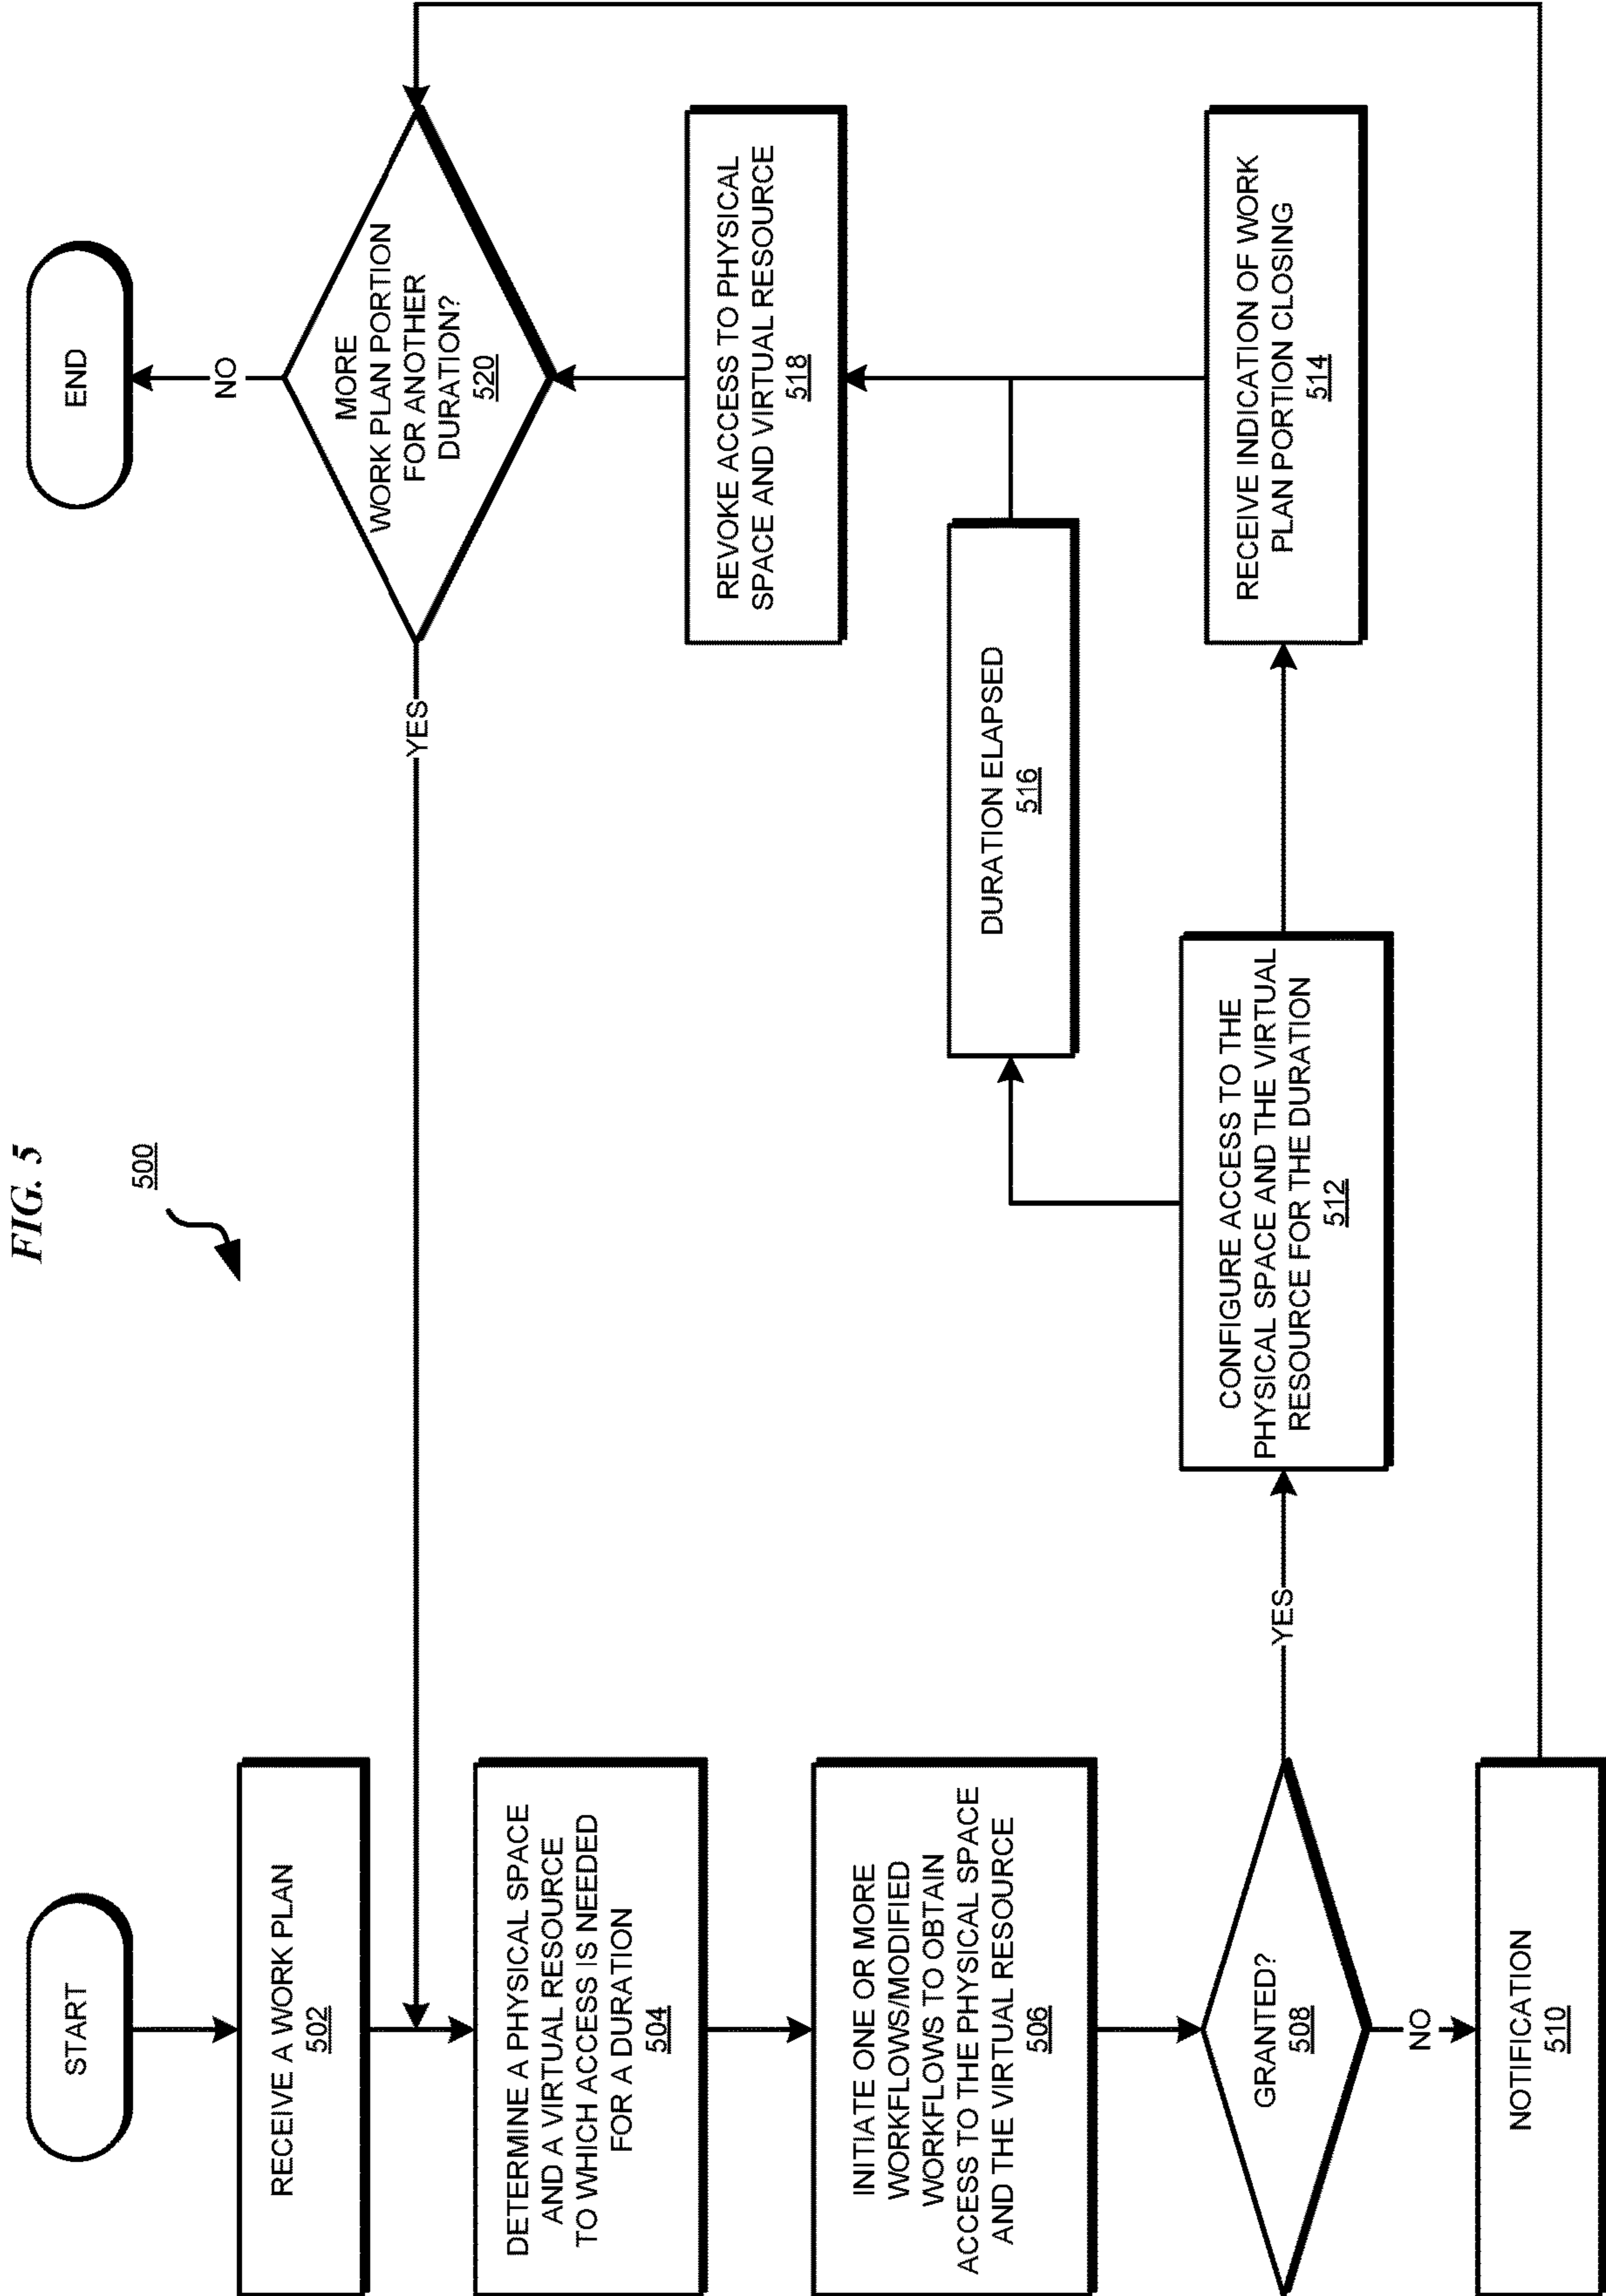 FIG. 5
500
START
RECEIVE A WORK PLAN
502
DETERMINE A PHYSICAL SPACE
AND A VIRTUAL RESOURCE
TO WHICH ACCESS IS NEEDED
FOR A DURATION
504
INITIATE ONE OR MORE
WORKFLOWS/MODIFIED
WORKFLOWS TO OBTAIN
ACCESS TO THE PHYSICAL SPACE
AND THE VIRTUAL RESOURCE
506
GRANTED?
508
NO
NOTIFICATION
510
YES
CONFIGURE ACCESS TO THE
PHYSICAL SPACE AND THE VIRTUAL
RESOURCE FOR THE DURATION
512
DURATION ELAPSED
516
RECEIVE INDICATION OF WORK
PLAN PORTION CLOSING
514
REVOKE ACCESS TO PHYSICAL
SPACE AND VIRTUAL RESOURCE
518
MORE
WORK PLAN PORTION
FOR ANOTHER
DURATION?
520
YES
NO
END